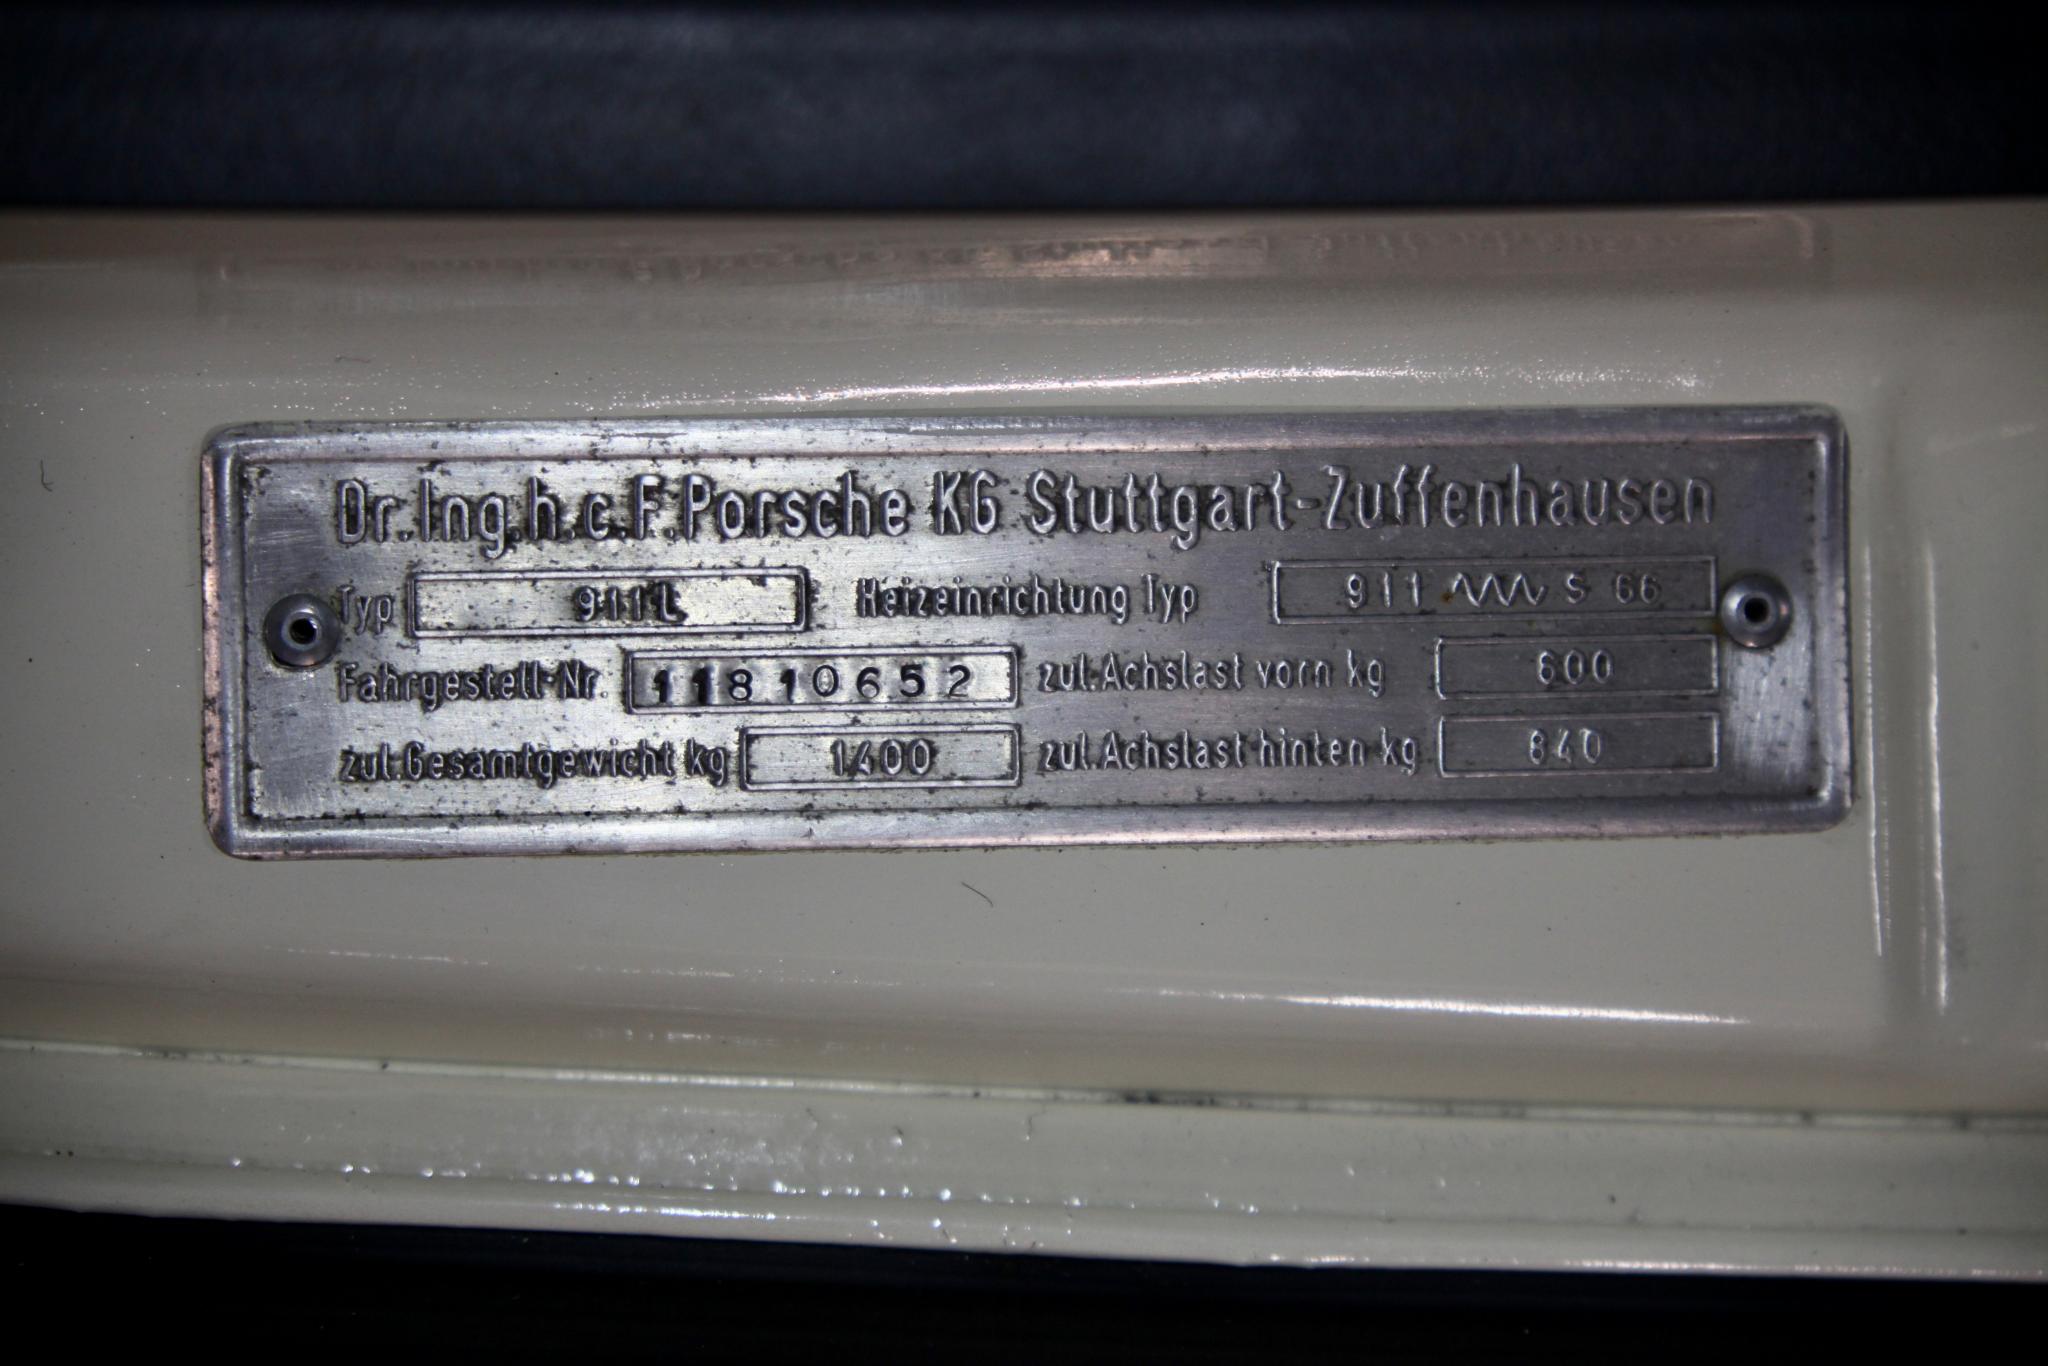 Dr. Ing. h. c. F. Porsche KG Stuttgart-Zuffenhausen
Typ 911L Heizeinrichtung Typ 911 ∿∿∿ S 66
Fahrgestell-Nr. 11810652 zul. Achslast vorn kg 600
zul. Gesamtgewicht kg 1400 zul. Achslast hinten kg 840